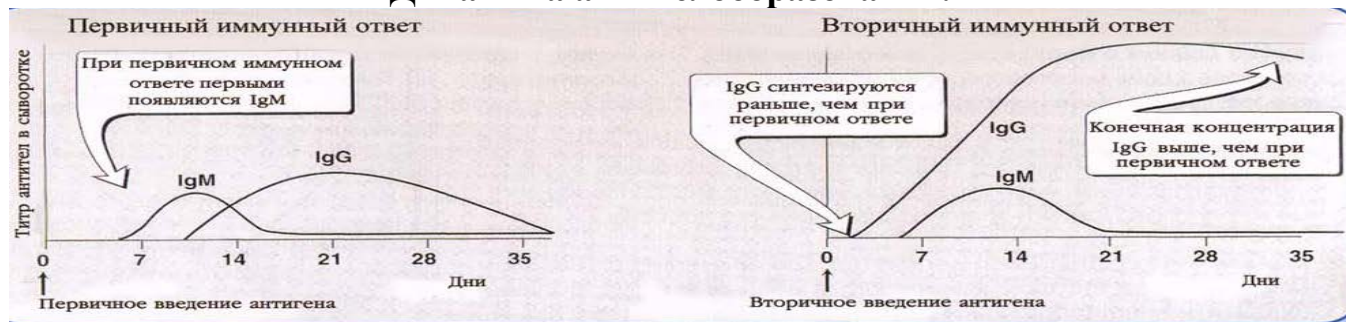 Первичный иммунный ответ
При первичном иммунном
ответе первыми
появляются IgM
Титр антител в сыворотке
IgM
IgG
0 7 14 21 28 35
Дни
Первичное введение антигена
Вторичный иммунный ответ
IgG синтезируются
раньше, чем при
первичном ответе
IgG
IgM
Конечная концентрация
IgG выше, чем при
первичном ответе
0 7 14 21 28 35
Дни
Вторичное введение антигена